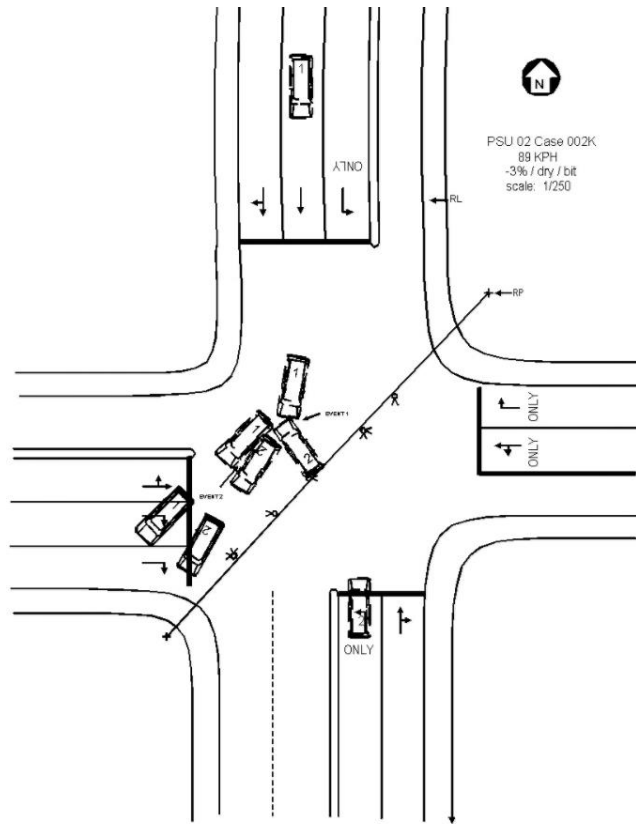 1
N
PSU 02 Case 002K
89 KPH
-3% / dry / bit
scale: 1/250
ONLY
RL
RP
1
EVENT 1
1
2
2
ONLY
ONLY
EVENT 2
1
2
2
ONLY